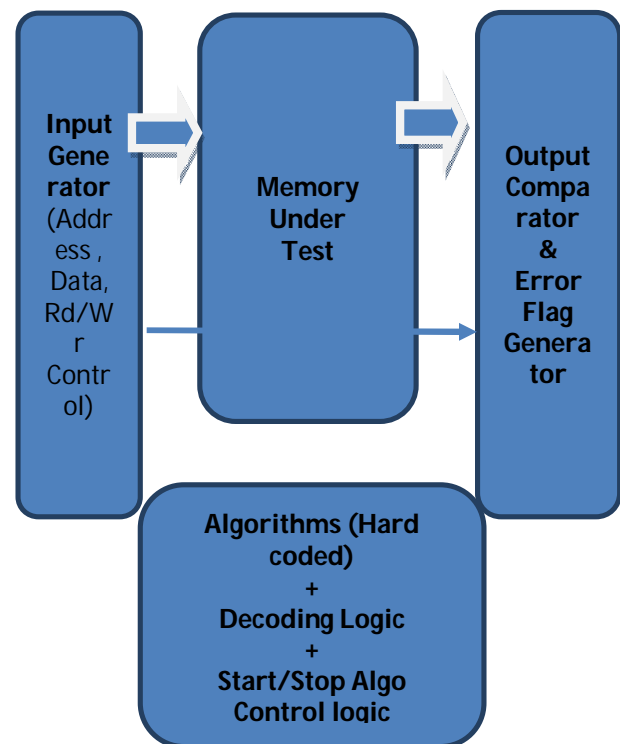 Input
Gene
rator
(Addr
ess ,
Data,
Rd/W
r
Contr
ol)
Memory
Under
Test
Output
Compa
rator
&
Error
Flag
Genera
tor
Algorithms (Hard
coded)
+
Decoding Logic
+
Start/Stop Algo
Control logic